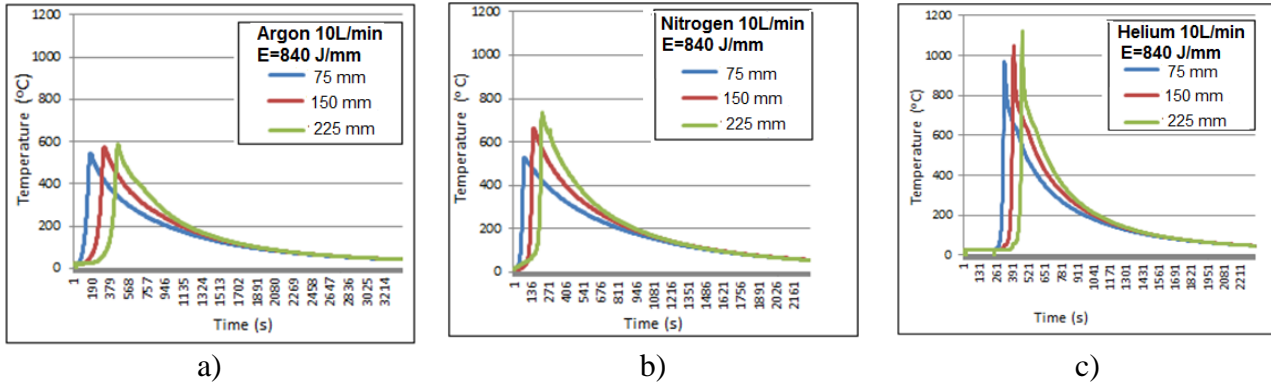 1200
1000
800
600
400
200
0
Temperature (°C)
Argon 10L/min
E=840 J/mm
75 mm
150 mm
225 mm
1 190 379 568 757 946 1135 1324 1513 1702 1891 2080 2269 2458 2647 2836 3025 3214
Time (s)
a)
1200
1000
800
600
400
200
0
Temperature (° C)
Nitrogen 10L/min
E=840 J/mm
75 mm
150 mm
225 mm
1 136 271 406 541 676 811 946 1081 1216 1351 1486 1621 1756 1891 2026 2161
Time (s)
b)
1200
1000
800
600
400
200
0
Temperature (°C)
Helium 10L/min
E=840 J/mm
75 mm
150 mm
225 mm
1 131 261 391 521 651 781 911 1041 1171 1301 1431 1561 1691 1821 1951 2081 2211
Time (s)
c)